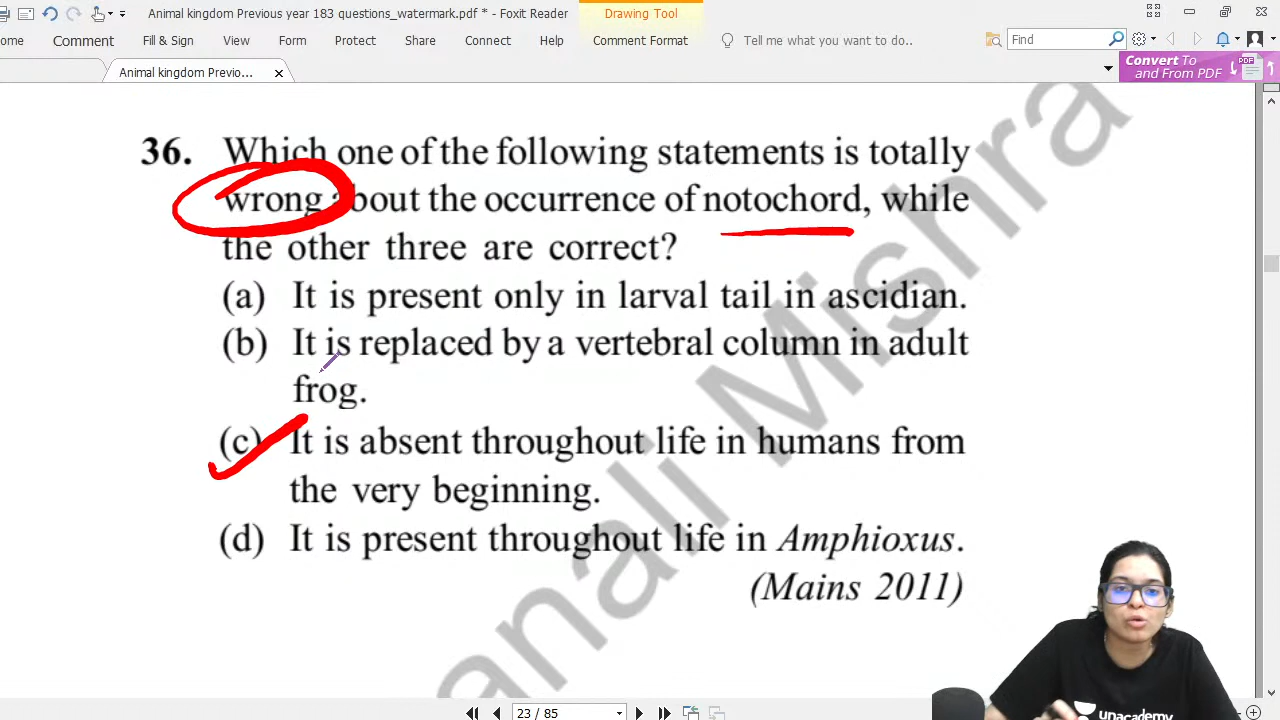 Animal kingdom Previous year 183 questions_watermark.pdf * - Foxit Reader
Drawing Tool
ome Comment Fill & Sign View Form Protect Share Connect Help Comment Format Tell me what you want to do.. Find
Animal kingdom Previo... ×
Convert To
and From PDF
PDF
36. Which one of the following statements is totally
wrong about the occurrence of notochord, while
the other three are correct?
(a) It is present only in larval tail in ascidian.
(b) It is replaced by a vertebral column in adult
frog.
(c) It is absent throughout life in humans from
the very beginning.
(d) It is present throughout life in Amphioxus.
(Mains 2011)
anali Mishra
unacademy
23 / 85